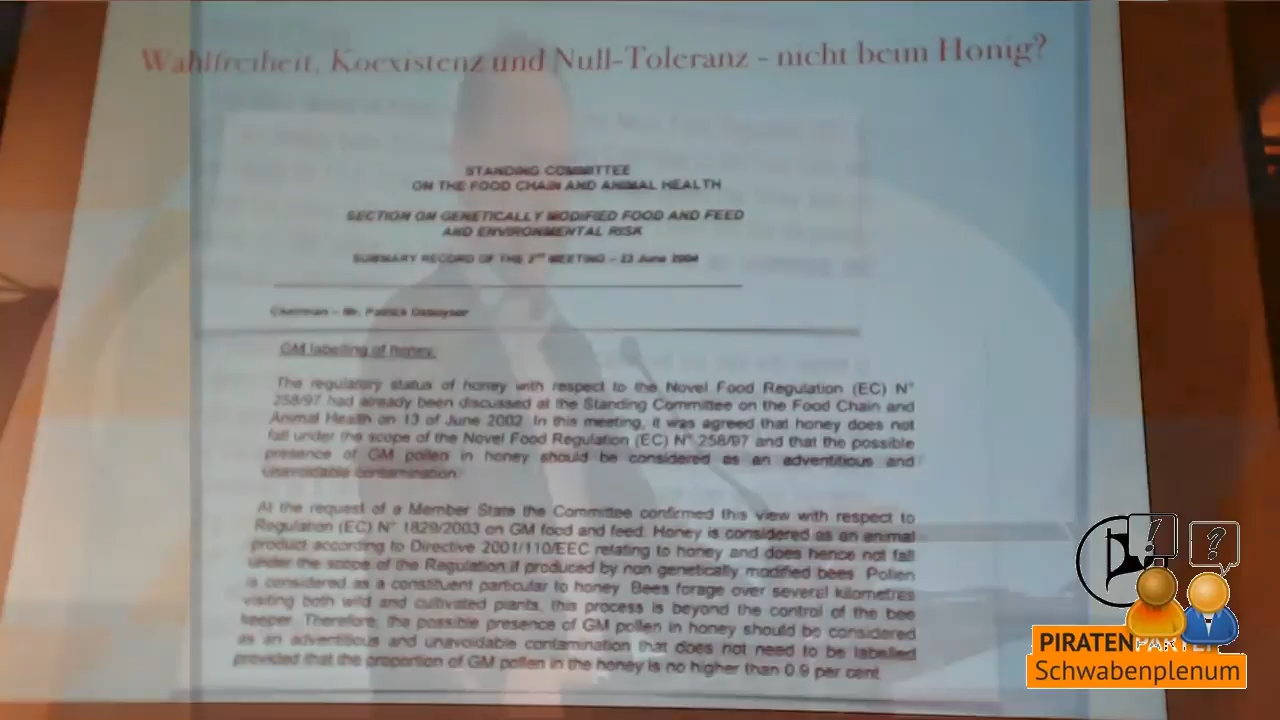 Wahlfreiheit, Koexistenz und Null-Toleranz - nicht beim Honig?
STANDING COMMITTEE
ON THE FOOD CHAIN AND ANIMAL HEALTH
SECTION ON GENETICALLY MODIFIED FOOD AND FEED
AND ENVIRONMENTAL RISK
SUMMARY RECORD OF THE 2ND MEETING – 23 June 2004
Chairman – Mr. Patrick Deboyser
GM labelling of honey.
The regulatory status of honey with respect to the Novel Food Regulation (EC) N°
258/97 had already been discussed at the Standing Committee on the Food Chain and
Animal Health on 13 of June 2002. In this meeting, it was agreed that honey does not
fall under the scope of the Novel Food Regulation (EC) N° 258/97 and that the possible
presence of GM pollen in honey should be considered as an adventitious and
unavoidable contamination.
At the request of a Member State the Committee confirmed this view with respect to
Regulation (EC) N° 1829/2003 on GM food and feed. Honey is considered as an animal
product according to Directive 2001/110/EEC relating to honey and does hence not fall
under the scope of the Regulation if produced by non genetically modified bees. Pollen
is considered as a constituent particular to honey. Bees forage over several kilometres
visiting both wild and cultivated plants, this process is beyond the control of the bee
keeper. Therefore, the possible presence of GM pollen in honey should be considered
as an adventitious and unavoidable contamination that does not need to be labelled
provided that the proportion of GM pollen in the honey is no higher than 0.9 per cent.
! ?
PIRATENPARTEI
Schwabenplenum